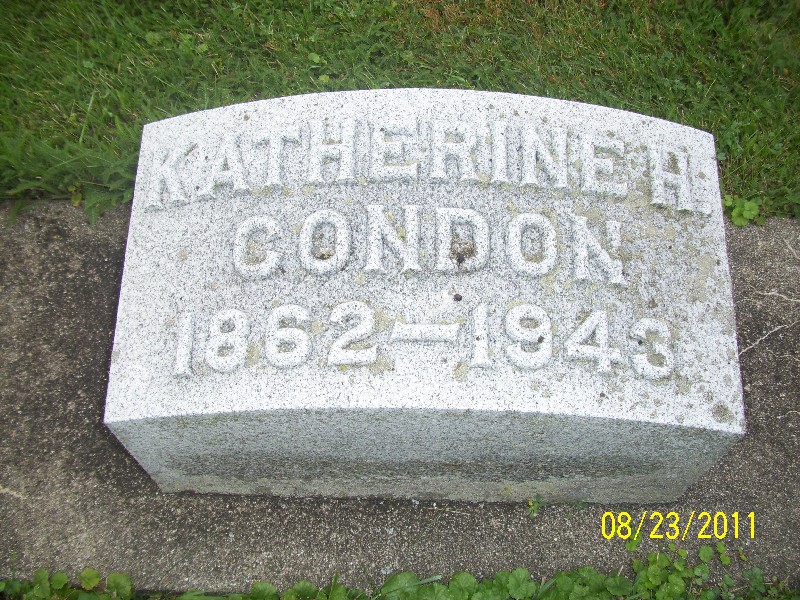 KATHERINE H.
CONDON
1862–1943
08/23/2011